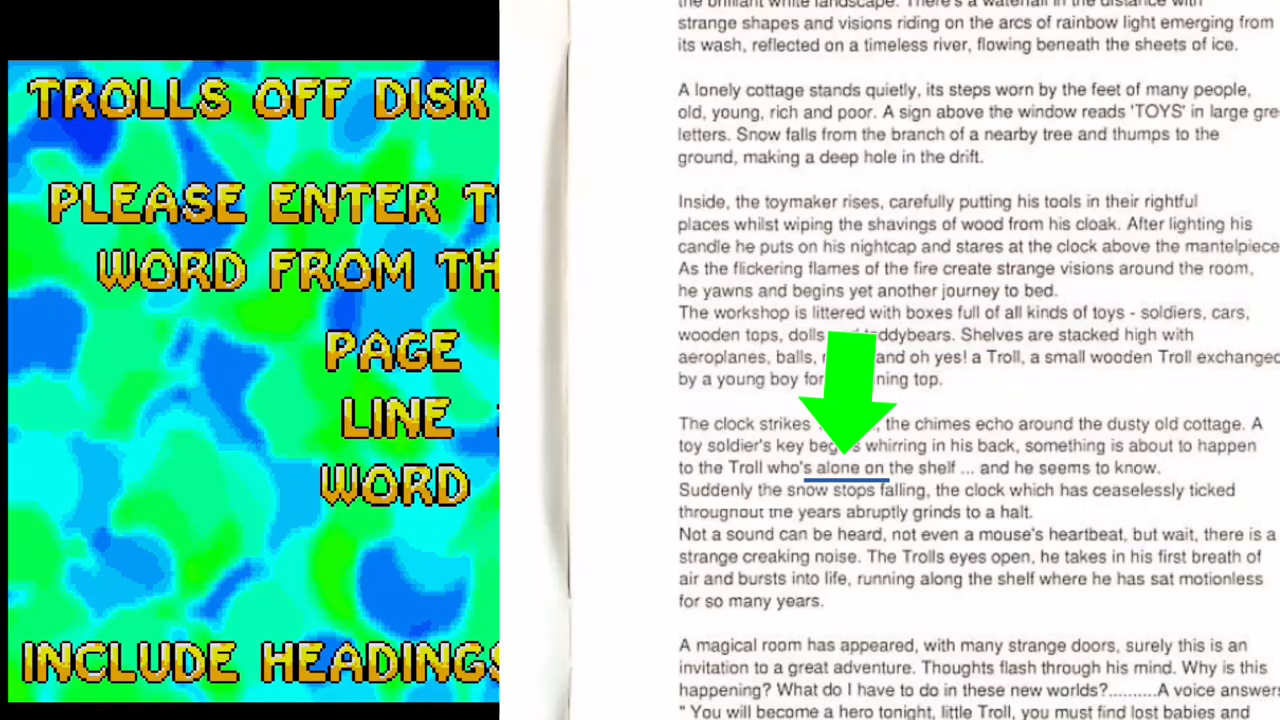 TROLLS OFF DISK
PLEASE ENTER
WORD FROM
PAGE
LINE
WORD
INCLUDE HEADINGS
the brilliant white landscape. There's a waterfall in the distance with
strange shapes and visions riding on the arcs of rainbow light emerging from
its wash, reflected on a timeless river, flowing beneath the sheets of ice.
A lonely cottage stands quietly, its steps worn by the feet of many people,
old, young, rich and poor. A sign above the window reads 'TOYS' in large
letters. Snow falls from the branch of a nearby tree and thumps to the
ground, making a deep hole in the drift.
Inside, the toymaker rises, carefully putting his tools in their rightful
places whilst wiping the shavings of wood from his cloak. After lighting his
candle he puts on his nightcap and stares at the clock above the mantelpiece
As the flickering flames of the fire create strange visions around the room,
he yawns and begins yet another journey to bed.
The workshop is littered with boxes full of all kinds of toys - soldiers, cars,
wooden tops, dolls teddybears. Shelves are stacked high with
aeroplanes, balls, and oh yes! a Troll, a small wooden Troll exchanged
by a young boy for top.
The clock strikes the chimes echo around the dusty old cottage. A
toy soldier's key begins whirring in his back, something is about to happen
to the Troll who's alone on the shelf ... and he seems to know.
Suddenly the snow stops falling, the clock which has ceaselessly ticked
throughout the years abruptly grinds to a halt.
Not a sound can be heard, not even a mouse's heartbeat, but wait, there is a
strange creaking noise. The Trolls eyes open, he takes in his first breath of
air and bursts into life, running along the shelf where he has sat motionless
for so many years.
A magical room has appeared, with many strange doors, surely this is an
invitation to a great adventure. Thoughts flash through his mind. Why is this
happening? What do I have to do in these new worlds?..........A voice answers
" You will become a hero tonight, little Troll, you must find lost babies and